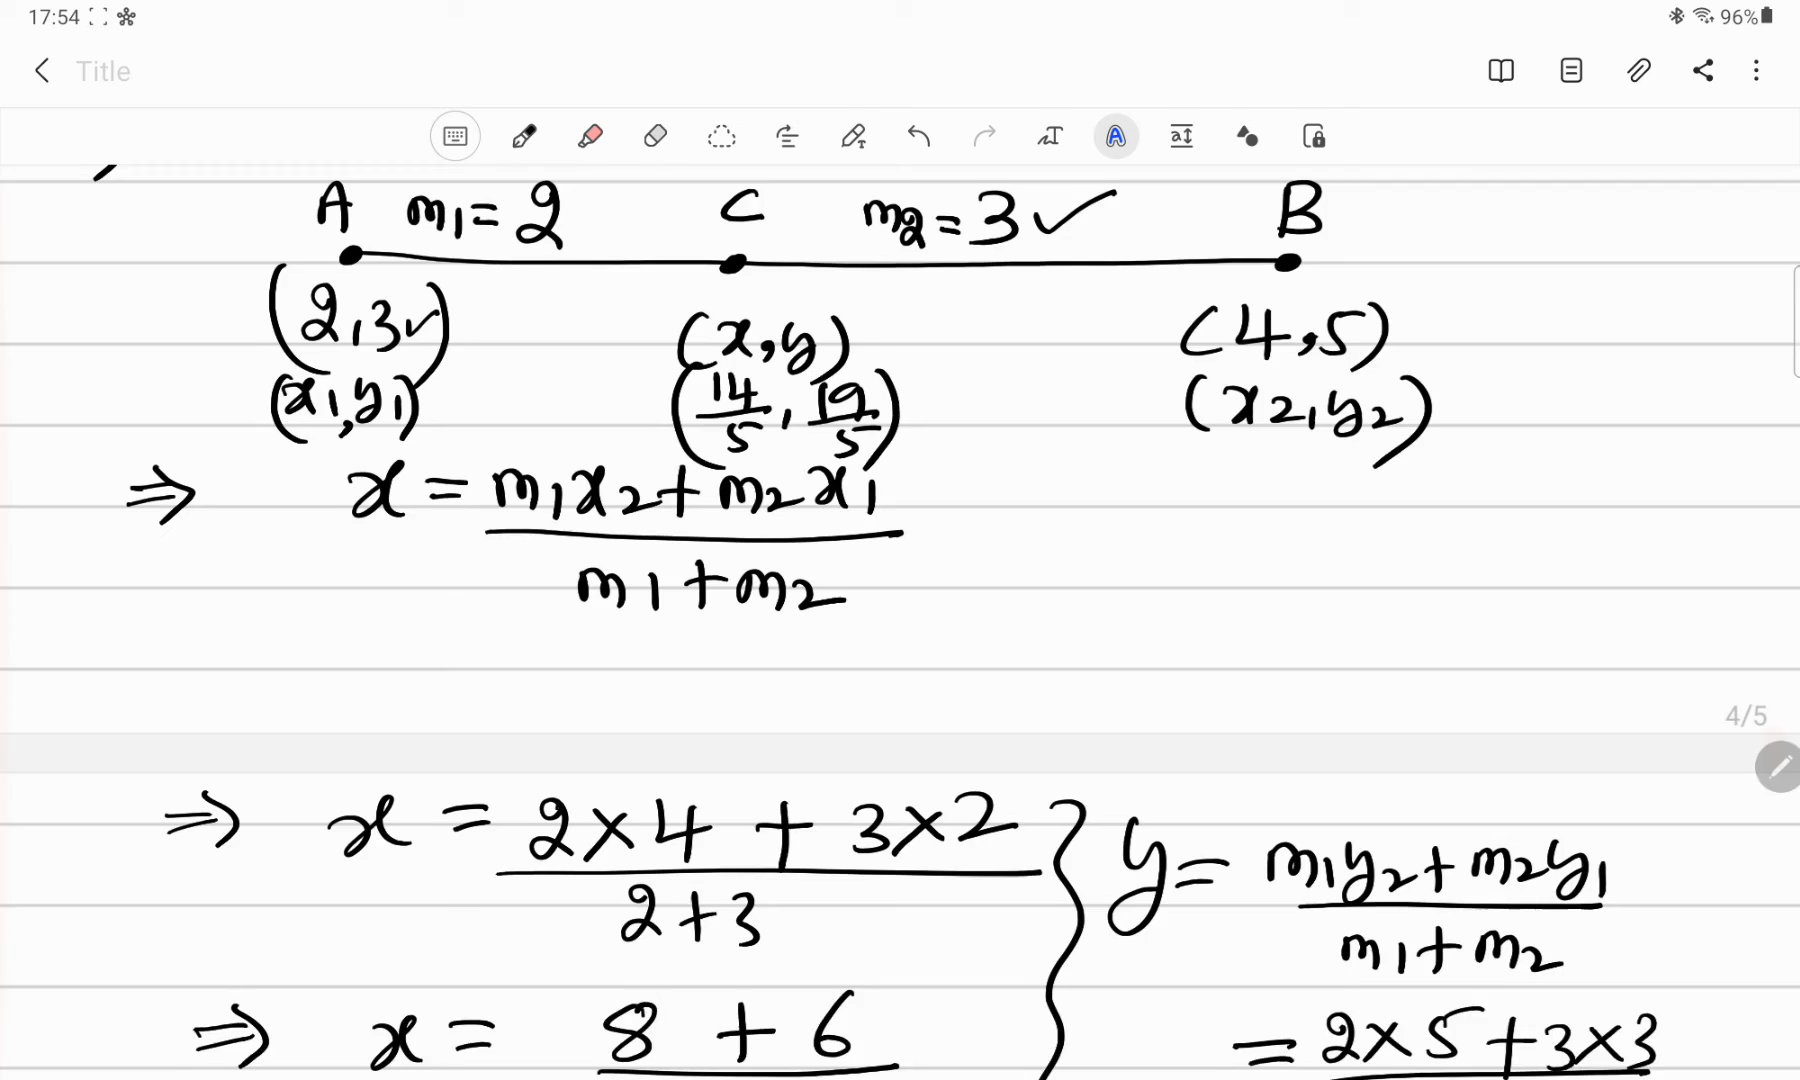 17:54 96%
Title
A m1 = 2 C m2 = 3 ✓ B
(2, 3✓) (x, y) (4, 5)
(x1, y1) (14/5, 19/5) (x2, y2)
⇒ x = m1x2 + m2x1
m1 + m2
4/5
⇒ x = 2×4 + 3×2
2+3
y = m1y2 + m2y1
m1 + m2
⇒ x = 8 + 6
= 2×5 + 3×3